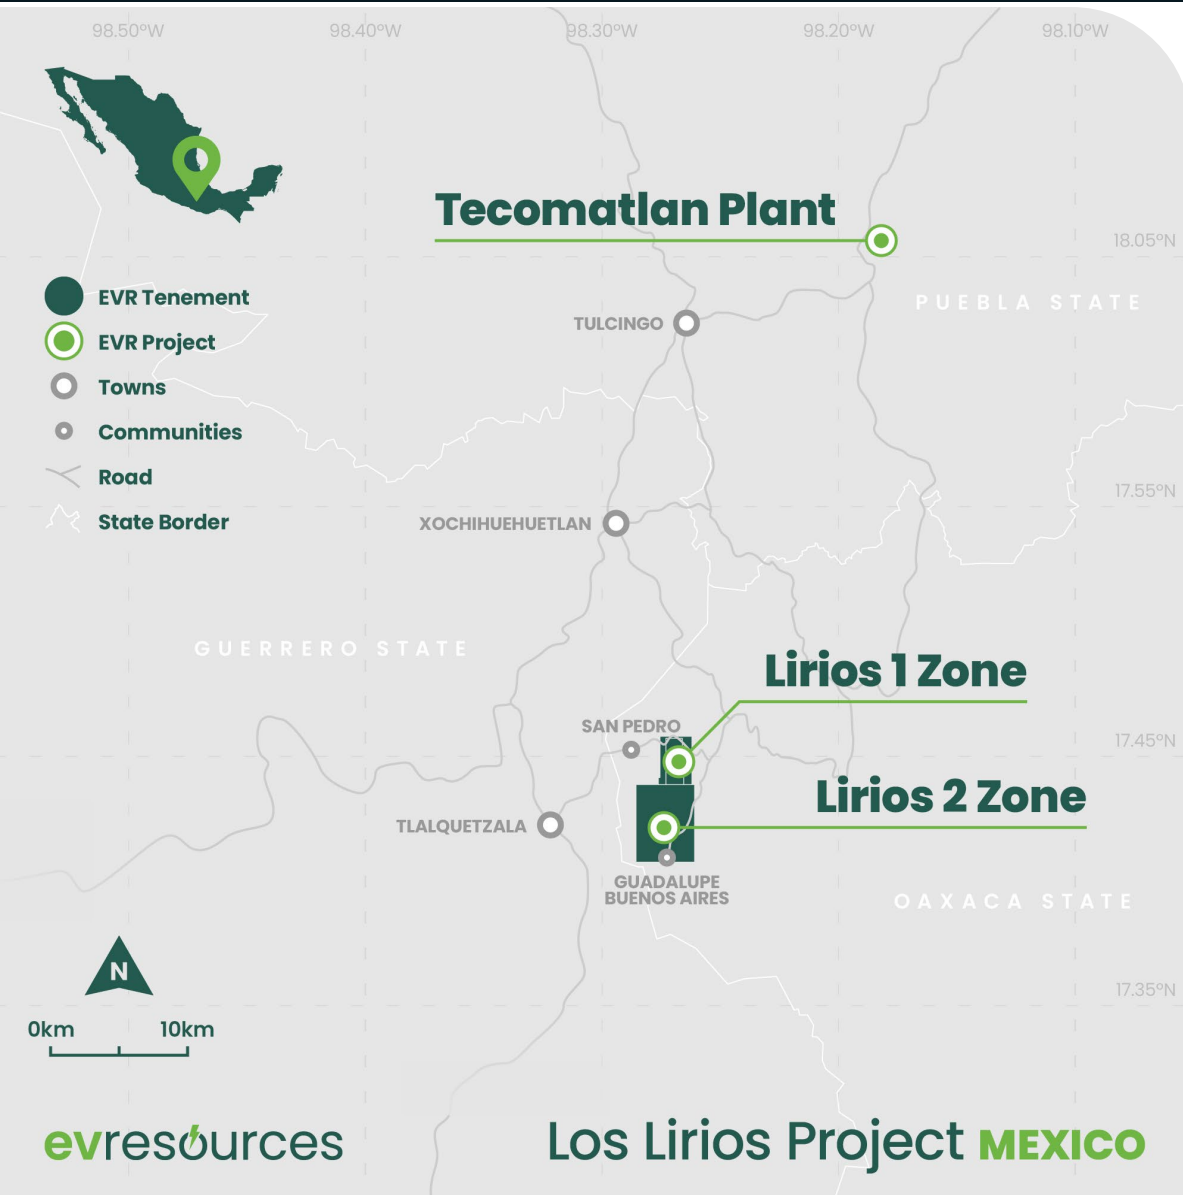 98.50°W 98.40°W 98.30°W 98.20°W 98.10°W
Tecomatlan Plant
18.05°N
EVR Tenement
PUEBLA STATE
TULCINGO
EVR Project
Towns
Communities
Road
17.55°N
State Border
XOCHIHUEHUETLAN
GUERRERO STATE
Lirios 1 Zone
SAN PEDRO
17.45°N
Lirios 2 Zone
TLALQUETZALA
GUADALUPE
BUENOS AIRES
OAXACA STATE
N
17.35°N
0km 10km
evresources
Los Lirios Project MEXICO